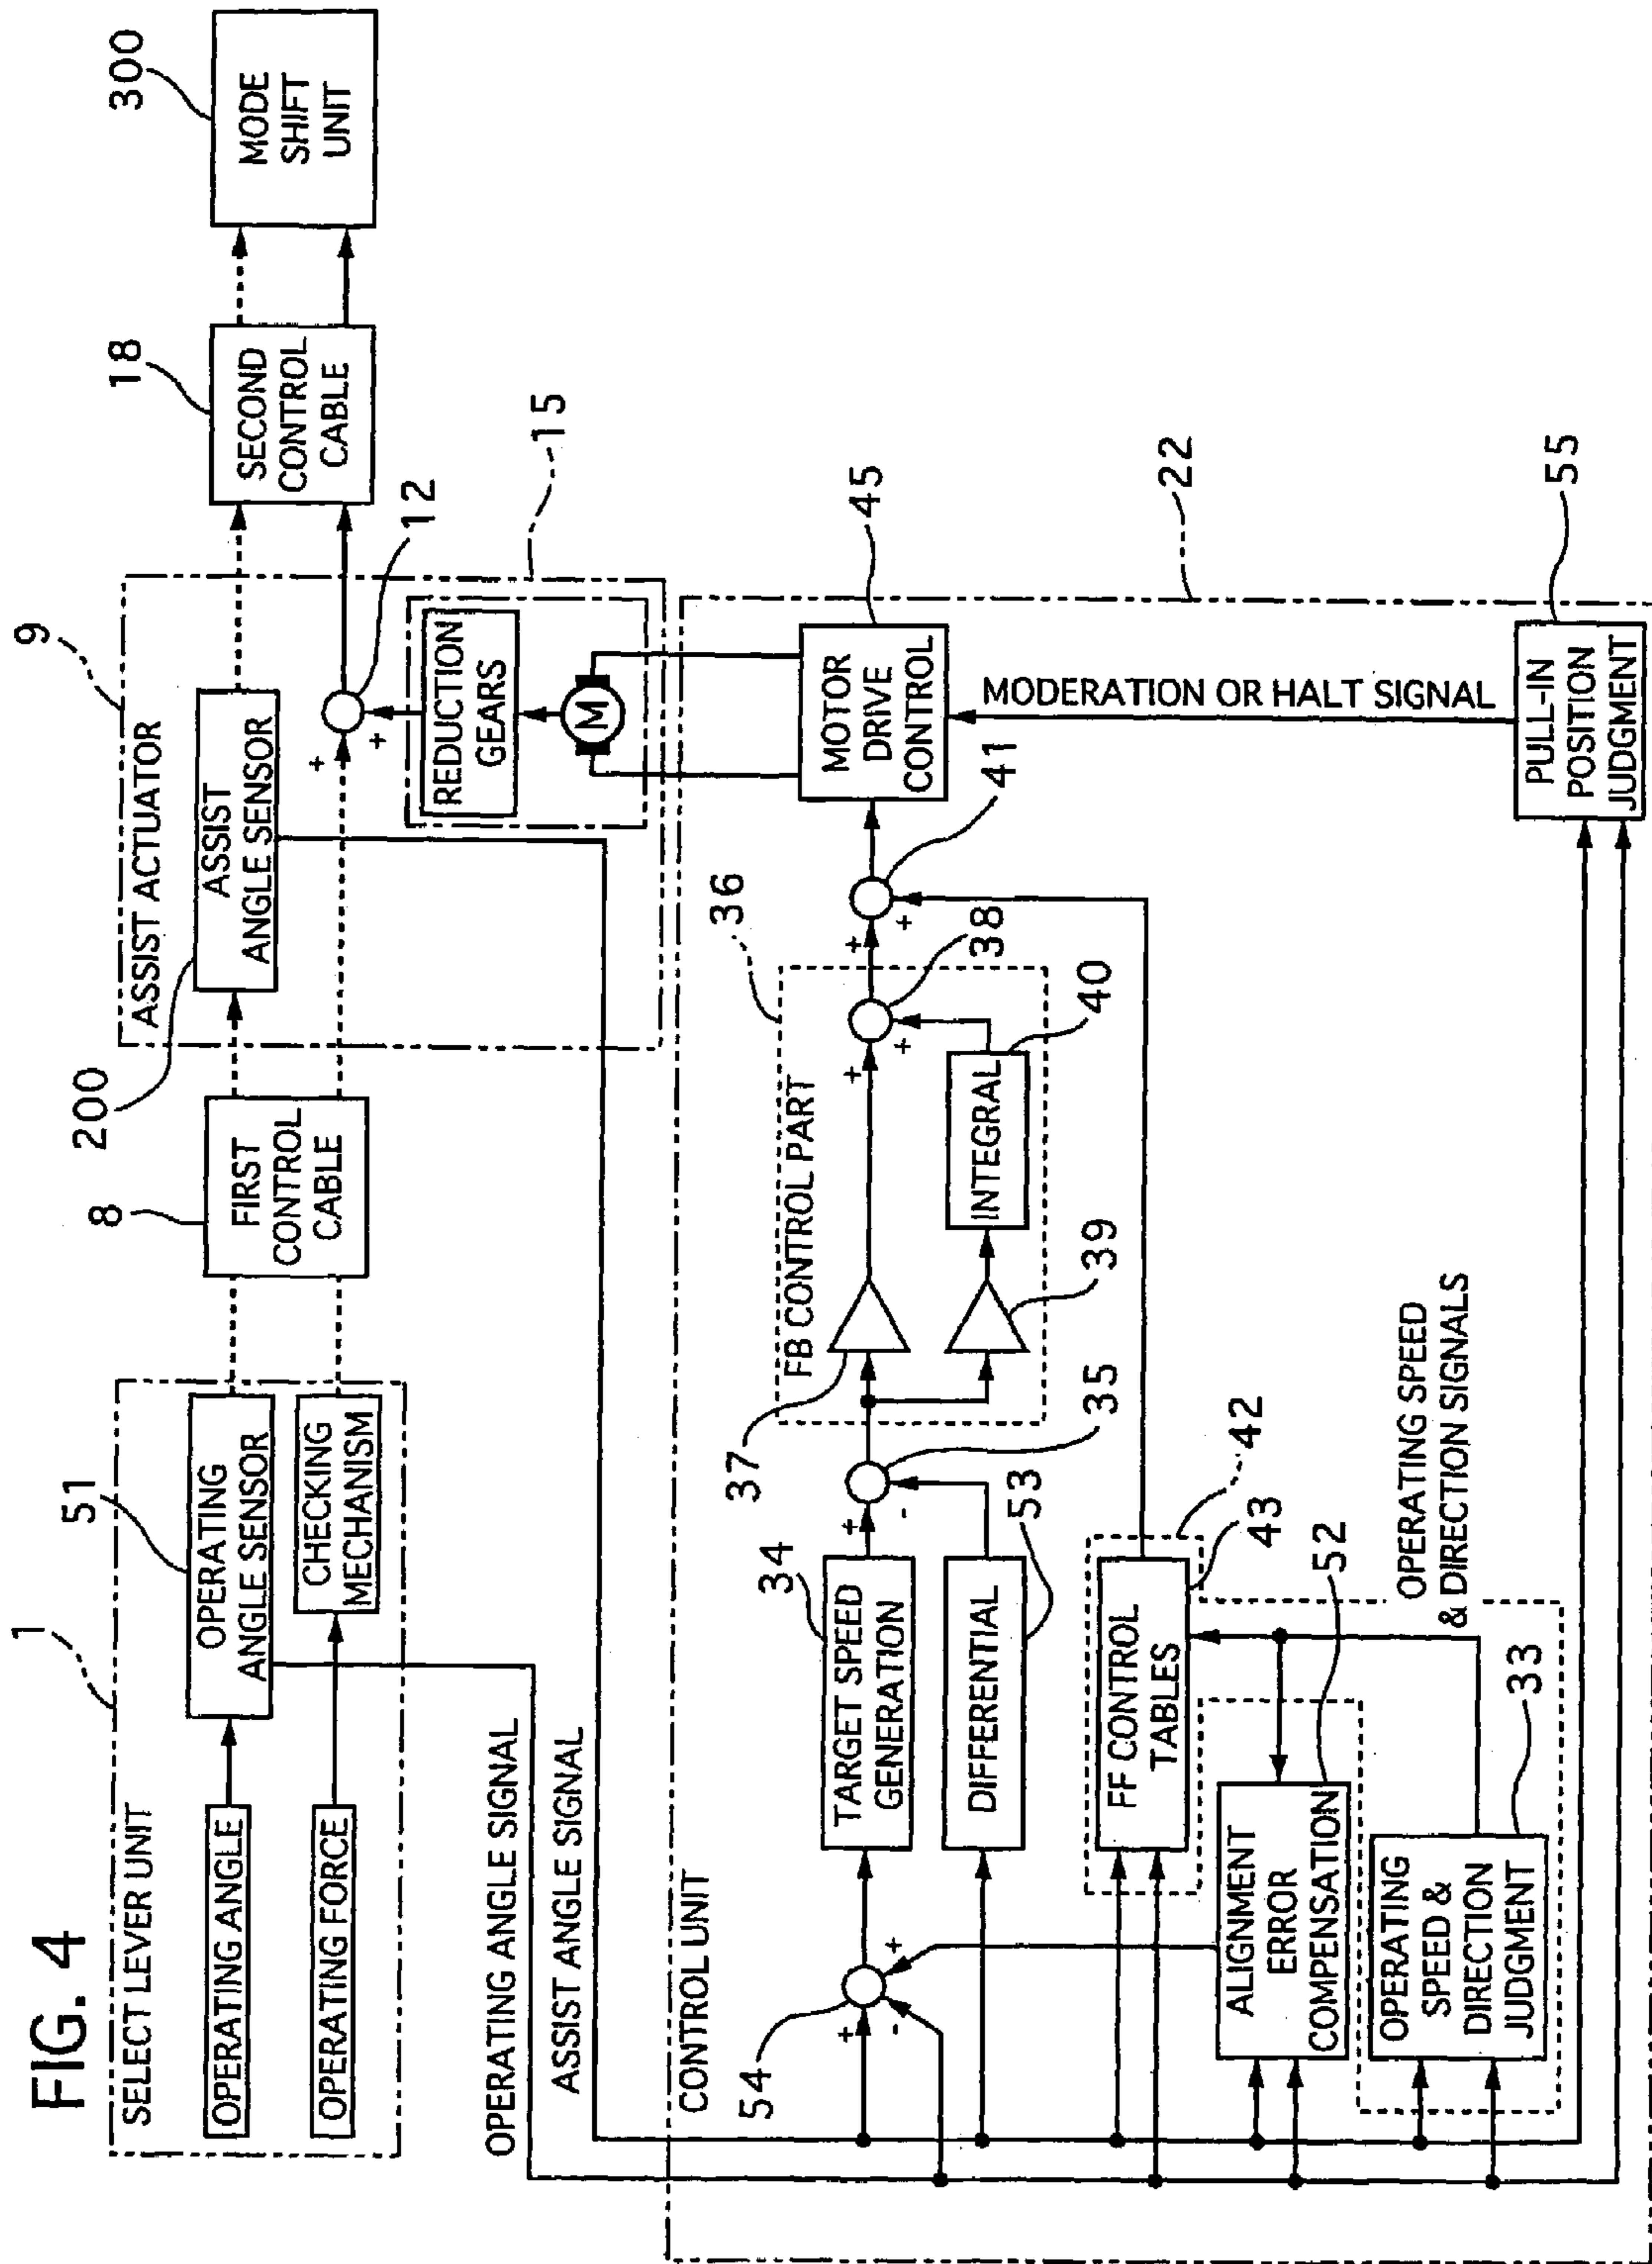 FIG. 4
1
SELECT LEVER UNIT
51
OPERATING ANGLE
OPERATING
ANGLE SENSOR
OPERATING FORCE
CHECKING
MECHANISM
8
FIRST
CONTROL
CABLE
9
ASSIST ACTUATOR
200
ASSIST
ANGLE SENSOR
+
+
12
REDUCTION
GEARS
M
15
18
SECOND
CONTROL
CABLE
300
MODE
SHIFT
UNIT
OPERATING ANGLE SIGNAL
ASSIST ANGLE SIGNAL
CONTROL UNIT
22
54
+
-
+
34
TARGET SPEED
GENERATION
+
-
35
DIFFERENTIAL
53
FB CONTROL PART
36
37
39
INTEGRAL
40
+
+
38
+
+
41
MOTOR
DRIVE
CONTROL
45
FF CONTROL
TABLES
42
43
ALIGNMENT
ERROR
COMPENSATION
52
OPERATING
SPEED &
DIRECTION
JUDGMENT
33
OPERATING SPEED
& DIRECTION SIGNALS
MODERATION OR HALT SIGNAL
PULL-IN
POSITION
JUDGMENT
55